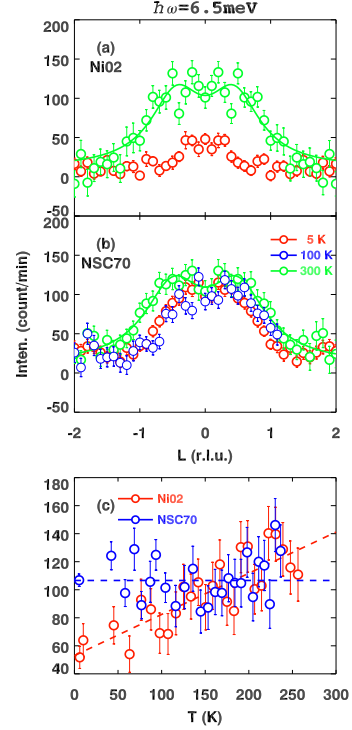 ħω=6.5meV
200
150
100
50
0
-50
(a)
Ni02
200
150
100
50
0
-50
(b)
NSC70
5 K
100 K
300 K
Inten. (count/min)
-2 -1 0 1 2
L (r.l.u.)
140
120
100
80
60
40
(c)
Ni02
NSC70
0 50 100 150 200 250 300
T (K)